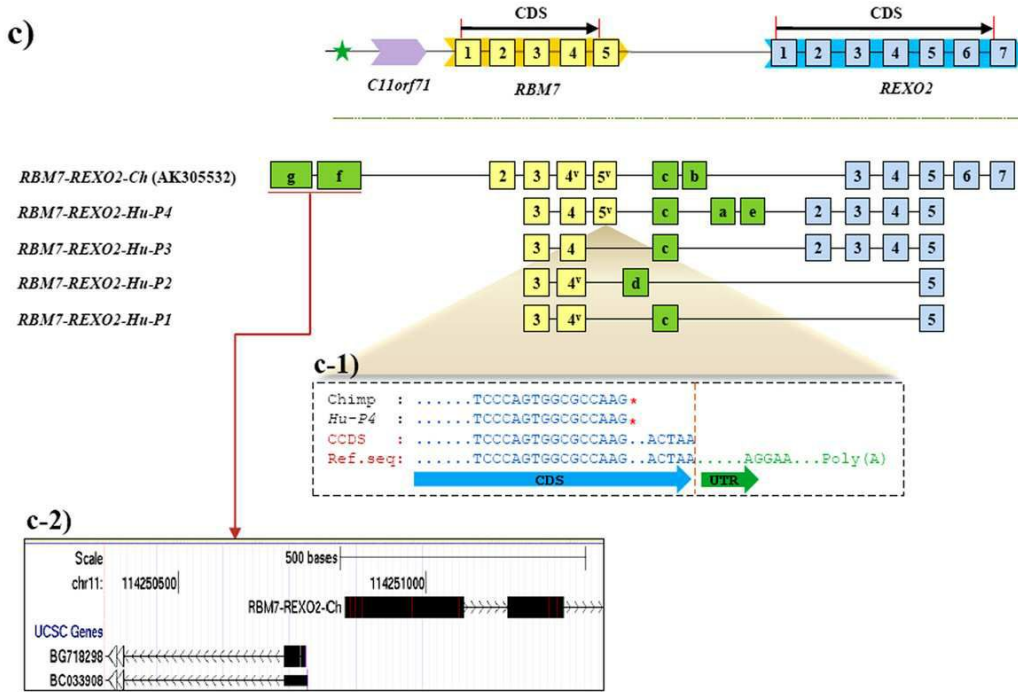 c)
CDS CDS
1 2 3 4 5 1 2 3 4 5 6 7
C11orf71 RBM7 REXO2
RBM7-REXO2-Ch (AK305532) g f 2 3 4v 5v c b 3 4 5 6 7
RBM7-REXO2-Hu-P4 3 4 5v c a e 2 3 4 5
RBM7-REXO2-Hu-P3 3 4 c 2 3 4 5
RBM7-REXO2-Hu-P2 3 4v d 5
RBM7-REXO2-Hu-P1 3 4v c 5
c-1)
Chimp : ......TCCCAGTGGCGCCAAG*
Hu-P4 : ......TCCCAGTGGCGCCAAG*
CCDS : ......TCCCAGTGGCGCCAAG..ACTAA
Ref.seq: ......TCCCAGTGGCGCCAAG..ACTAA.....AGGAA...Poly(A)
CDS UTR
c-2)
Scale 500 bases
chr11: 114250500 114251000
RBM7-REXO2-Ch
UCSC Genes
BG718298
BC033908